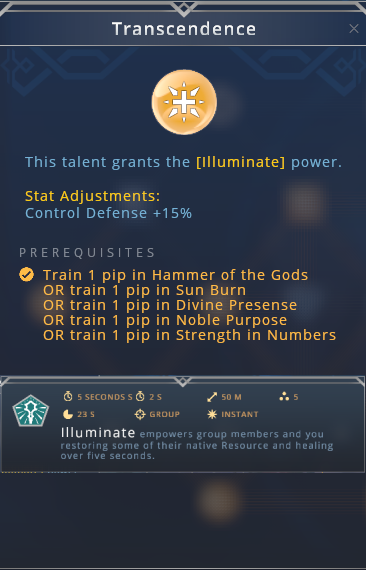 Transcendence
This talent grants the [Illuminate] power.
Stat Adjustments:
Control Defense +15%
PREREQUISITES
Train 1 pip in Hammer of the Gods
OR train 1 pip in Sun Burn
OR train 1 pip in Divine Presense
OR train 1 pip in Noble Purpose
OR train 1 pip in Strength in Numbers
5 SECONDS S 2 S 50 M 5
23 S GROUP INSTANT
Illuminate empowers group members and you
restoring some of their native Resource and healing
over five seconds.